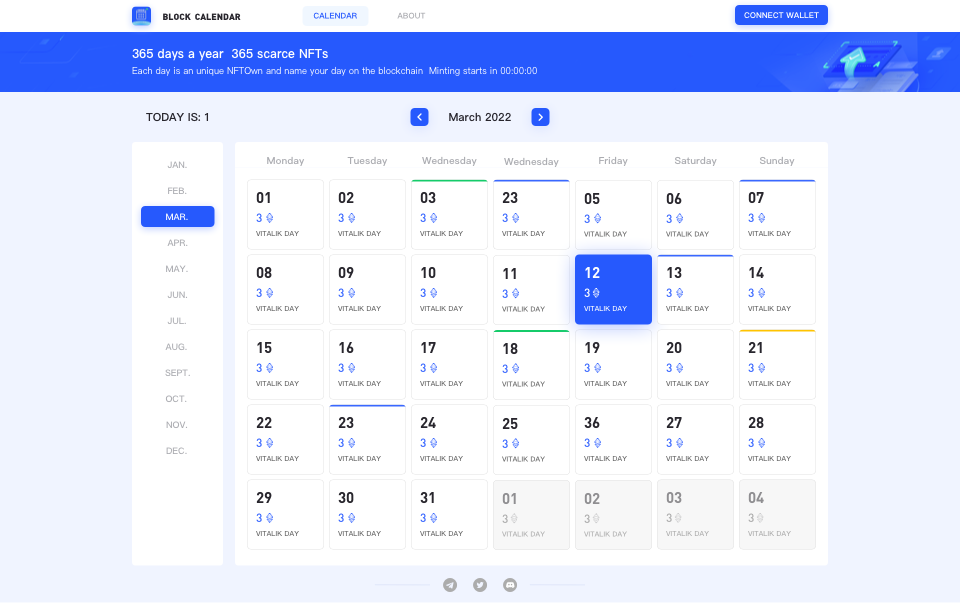 BLOCK CALENDAR
CALENDAR
ABOUT
CONNECT WALLET
365 days a year  365 scarce NFTs
Each day is an unique NFTOwn and name your day on the blockchain  Minting starts in 00:00:00
TODAY IS: 1
March 2022
JAN.
FEB.
MAR.
APR.
MAY.
JUN.
JUL.
AUG.
SEPT.
OCT.
NOV.
DEC.
Monday Tuesday Wednesday Wednesday Friday Saturday Sunday
01 02 03 23 05 06 07
3 3 3 3 3 3 3
VITALIK DAY VITALIK DAY VITALIK DAY VITALIK DAY VITALIK DAY VITALIK DAY VITALIK DAY
08 09 10 11 12 13 14
3 3 3 3 3 3 3
VITALIK DAY VITALIK DAY VITALIK DAY VITALIK DAY VITALIK DAY VITALIK DAY VITALIK DAY
15 16 17 18 19 20 21
3 3 3 3 3 3 3
VITALIK DAY VITALIK DAY VITALIK DAY VITALIK DAY VITALIK DAY VITALIK DAY VITALIK DAY
22 23 24 25 36 27 28
3 3 3 3 3 3 3
VITALIK DAY VITALIK DAY VITALIK DAY VITALIK DAY VITALIK DAY VITALIK DAY VITALIK DAY
29 30 31 01 02 03 04
3 3 3 3 3 3 3
VITALIK DAY VITALIK DAY VITALIK DAY VITALIK DAY VITALIK DAY VITALIK DAY VITALIK DAY